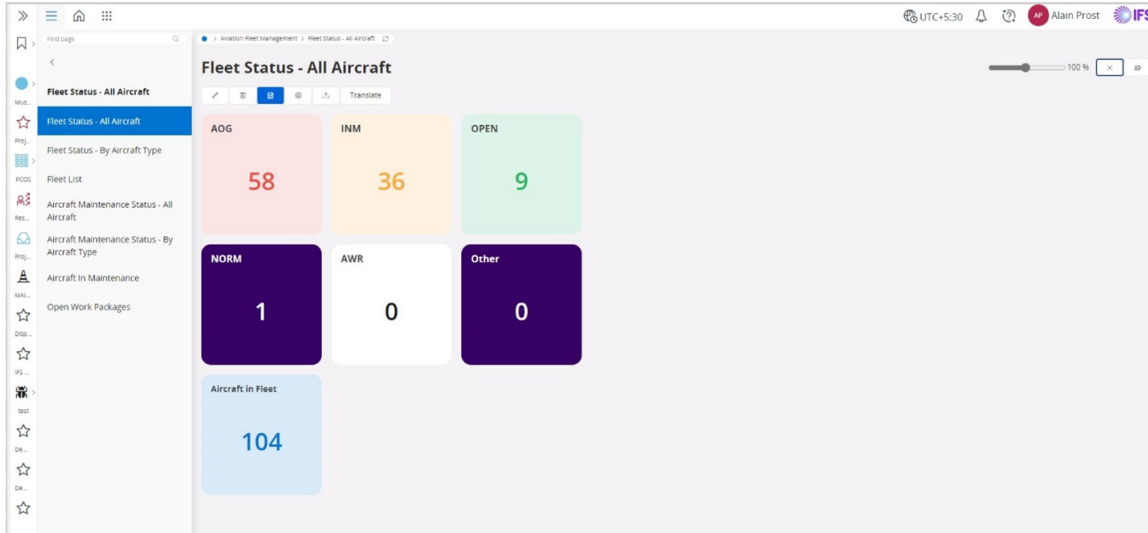 UTC+5:30
AP
Alain Prost
IFS
Find page
> Aviation Fleet Management > Fleet Status - All Aircraft
Fleet Status - All Aircraft
100 %
Translate
Mus...
Proj...
PCDS
Res...
Proj...
MAI...
Disp...
IFS ...
test
De...
De...
Fleet Status - All Aircraft
Fleet Status - All Aircraft
Fleet Status - By Aircraft Type
Fleet List
Aircraft Maintenance Status - All
Aircraft
Aircraft Maintenance Status - By
Aircraft Type
Aircraft In Maintenance
Open Work Packages
AOG
58
INM
36
OPEN
9
NORM
1
AWR
0
Other
0
Aircraft in Fleet
104